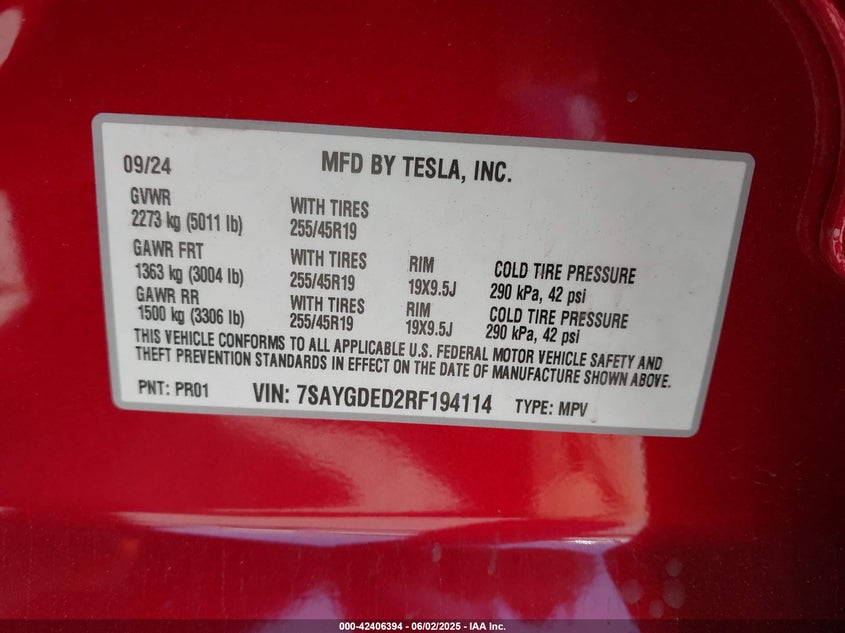 09/24 MFD BY TESLA, INC.
GVWR
2273 kg (5011 lb) WITH TIRES 255/45R19
GAWR FRT
1363 kg (3004 lb) WITH TIRES 255/45R19 RIM 19X9.5J COLD TIRE PRESSURE 290 kPa, 42 psi
GAWR RR
1500 kg (3306 lb) WITH TIRES 255/45R19 RIM 19X9.5J COLD TIRE PRESSURE 290 kPa, 42 psi
THIS VEHICLE CONFORMS TO ALL APPLICABLE U.S. FEDERAL MOTOR VEHICLE SAFETY AND
THEFT PREVENTION STANDARDS IN EFFECT ON THE DATE OF MANUFACTURE SHOWN ABOVE.
PNT: PR01 VIN: 7SAYGDED2RF194114 TYPE: MPV
000-42406394 - 06/02/2025 - IAA Inc.